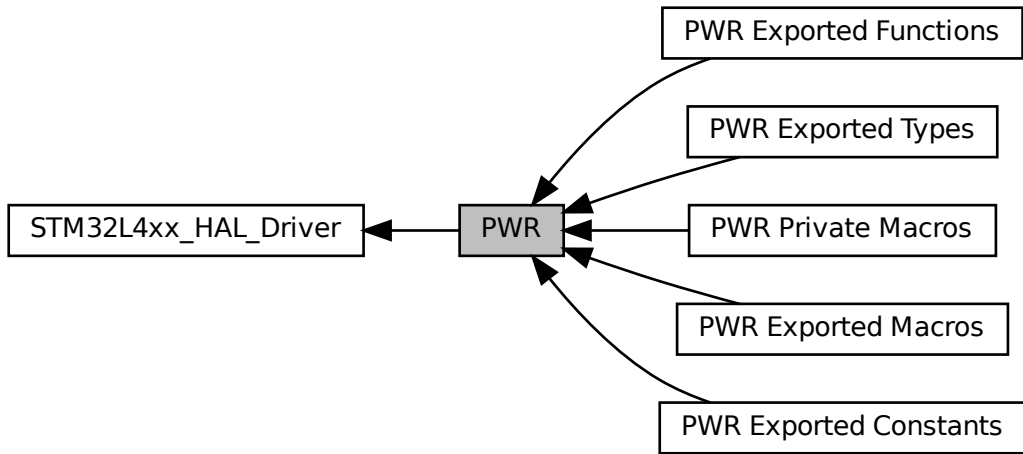 PWR Exported Functions
PWR Exported Types
STM32L4xx_HAL_Driver
PWR
PWR Private Macros
PWR Exported Macros
PWR Exported Constants